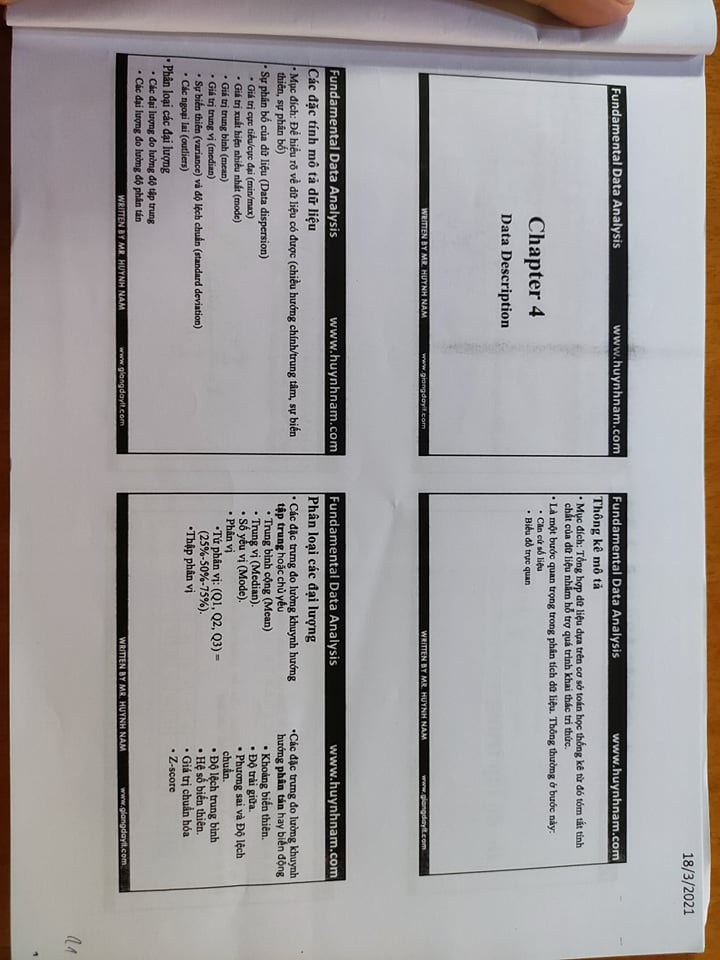 18/3/2021
Fundamental Data Analysis www.huynhnam.com
Chapter 4
Data Description
WRITTEN BY MR. HUYNH NAM www.giangdayit.com
Fundamental Data Analysis www.huynhnam.com
Thông kê mô tả
• Mục đích: Tổng hợp dữ liệu dựa trên cơ sở toán học thống kê từ đó tóm tắt tính
chất của dữ liệu nhằm hỗ trợ quá trình khai thác tri thức.
• Là một bước quan trọng trong phân tích dữ liệu. Thông thường ở bước này:
• Căn cứ số liệu
• Biểu đồ trực quan
WRITTEN BY MR. HUYNH NAM www.giangdayit.com
Fundamental Data Analysis www.huynhnam.com
Các đặc tính mô tả dữ liệu
• Mục đích: Để hiểu rõ về dữ liệu có được (chiều hướng chính/trung tâm, sự biến
thiên, sự phân bố)
• Sự phân bố của dữ liệu (Data dispersion)
• Giá trị cực tiểu/cực đại (min/max)
• Giá trị xuất hiện nhiều nhất (mode)
• Giá trị trung bình (mean)
• Giá trị trung vị (median)
• Sự biến thiên (variance) và độ lệch chuẩn (standard deviation)
• Các ngoại lai (outliers)
• Phân loại các đại lượng
• Các đại lượng đo lường độ tập trung
• Các đại lượng đo lường độ phân tán
WRITTEN BY MR. HUYNH NAM www.giangdayit.com
Fundamental Data Analysis www.huynhnam.com
Phân loại các đại lượng
• Các đặc trưng đo lường khuynh hướng
tập trung hoặc chủ yếu
• Trung bình cộng (Mean)
• Trung vị (Median).
• Số yếu vị (Mode).
• Phân vị
• Tứ phân vị: (Q1, Q2, Q3) =
(25%-50%-75%).
• Thập phân vị
•Các đặc trưng đo lường khuynh
hướng phân tán hay biến động
• Khoảng biến thiên.
• Độ trải giữa.
• Phương sai và Độ lệch
chuẩn.
• Độ lệch trung bình
• Hệ số biến thiên.
• Giá trị chuẩn hóa
• Z-score
WRITTEN BY MR. HUYNH NAM www.giangdayit.com